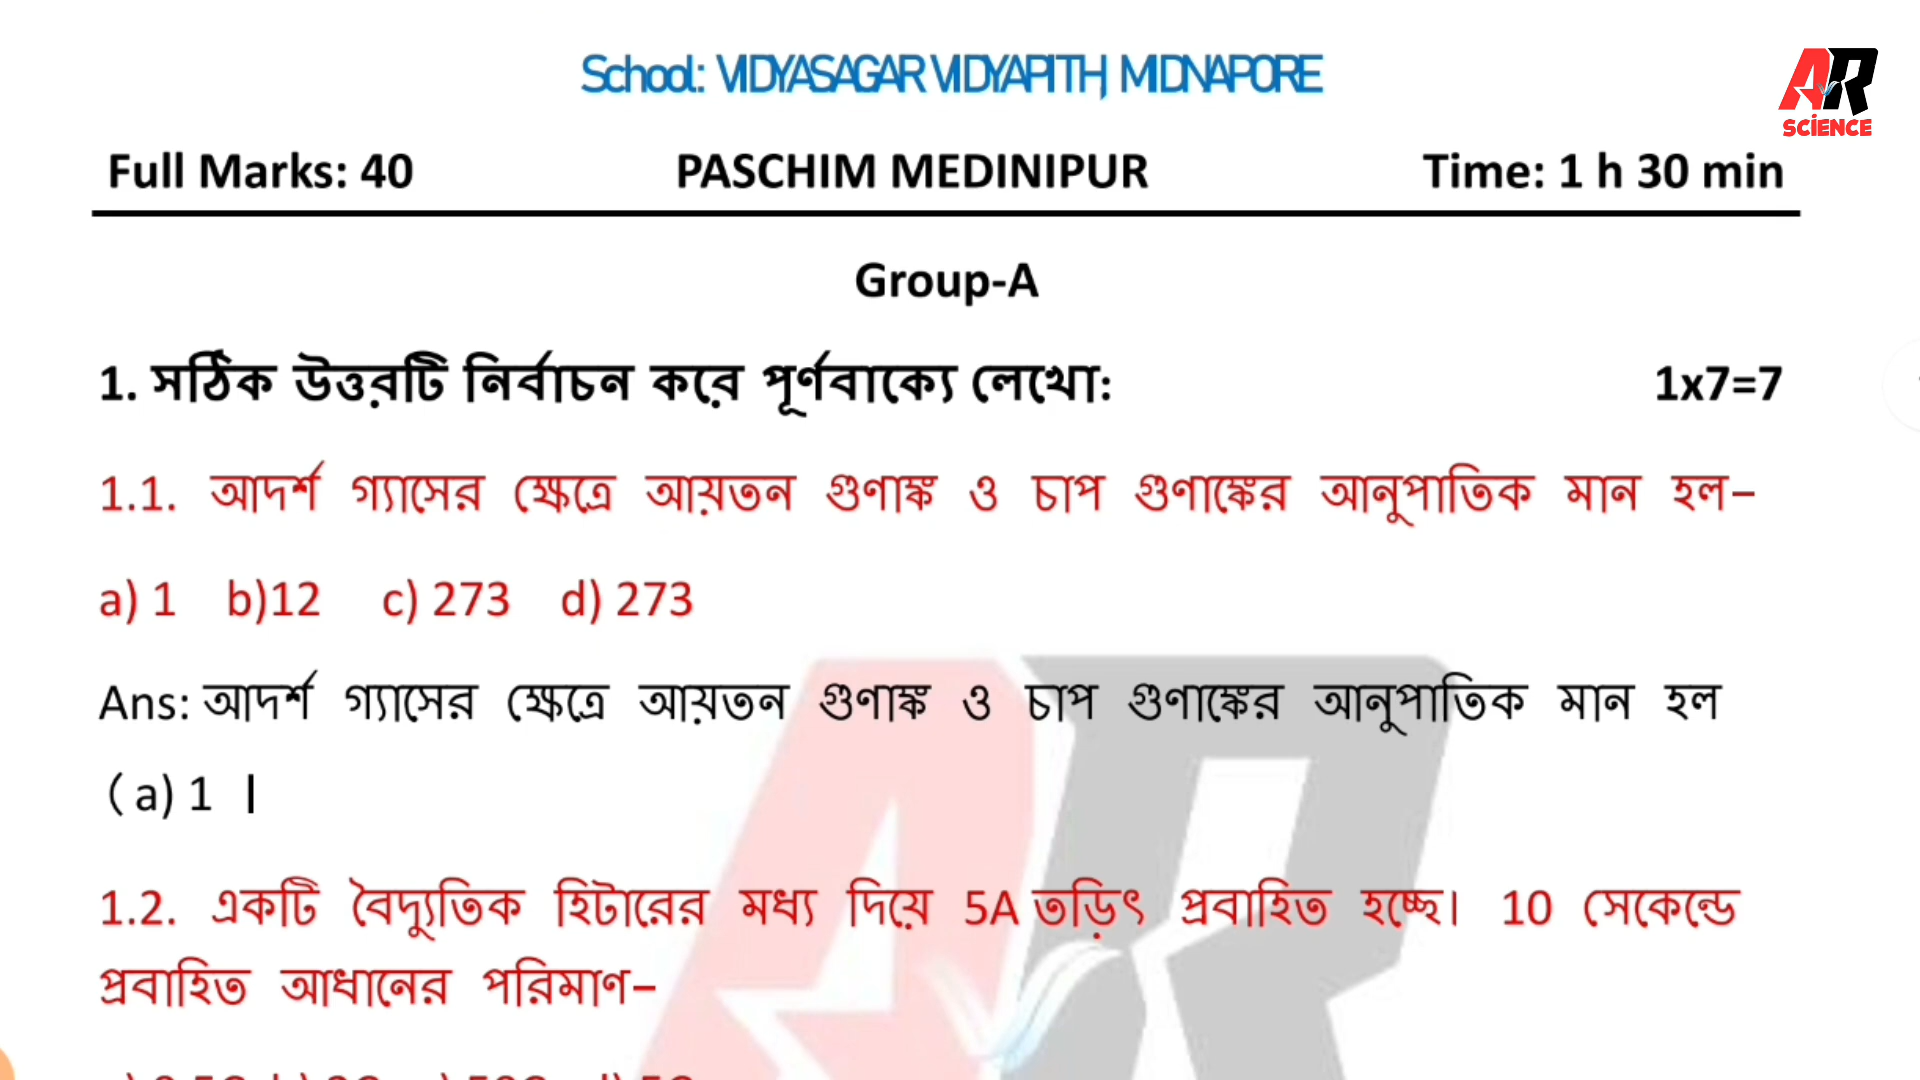 School: VIDYASAGAR VIDYAPITH, MIDNAPORE
AR
SCIENCE
Full Marks: 40 PASCHIM MEDINIPUR Time: 1 h 30 min
Group-A
1. সঠিক উত্তরটি নির্বাচন করে পূর্ণবাক্যে লেখো: 1x7=7
1.1. আদর্শ গ্যাসের ক্ষেত্রে আয়তন গুণাঙ্ক ও চাপ গুণাঙ্কের আনুপাতিক মান হল–
a) 1 b)12 c) 273 d) 273
Ans: আদর্শ গ্যাসের ক্ষেত্রে আয়তন গুণাঙ্ক ও চাপ গুণাঙ্কের আনুপাতিক মান হল
(a) 1 ।
1.2. একটি বৈদ্যুতিক হিটারের মধ্য দিয়ে 5A তড়িৎ প্রবাহিত হচ্ছে। 10 সেকেন্ডে
প্রবাহিত আধানের পরিমাণ–